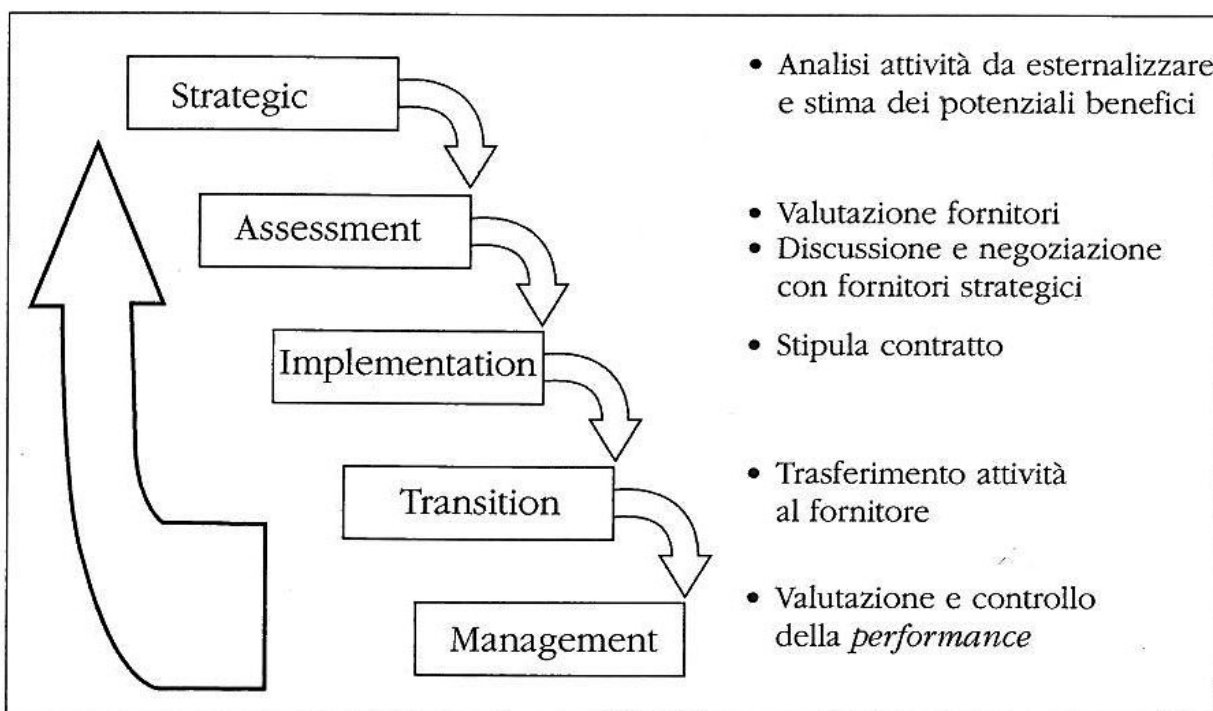 Strategic
• Analisi attività da esternalizzare
e stima dei potenziali benefici
Assessment
• Valutazione fornitori
• Discussione e negoziazione
con fornitori strategici
Implementation
• Stipula contratto
Transition
• Trasferimento attività
al fornitore
Management
• Valutazione e controllo
della performance